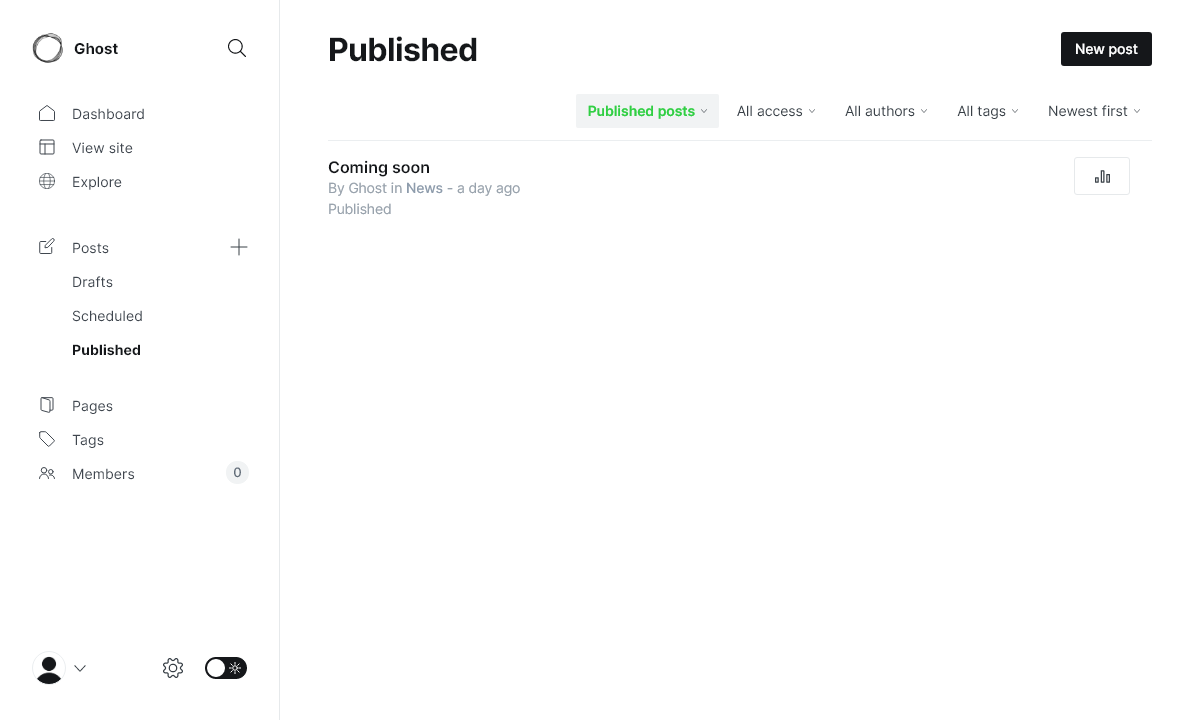 Ghost
Dashboard
View site
Explore
Posts
Drafts
Scheduled
Published
Pages
Tags
Members 0
Published
New post
Published posts All access All authors All tags Newest first
Coming soon
By Ghost in News - a day ago
Published